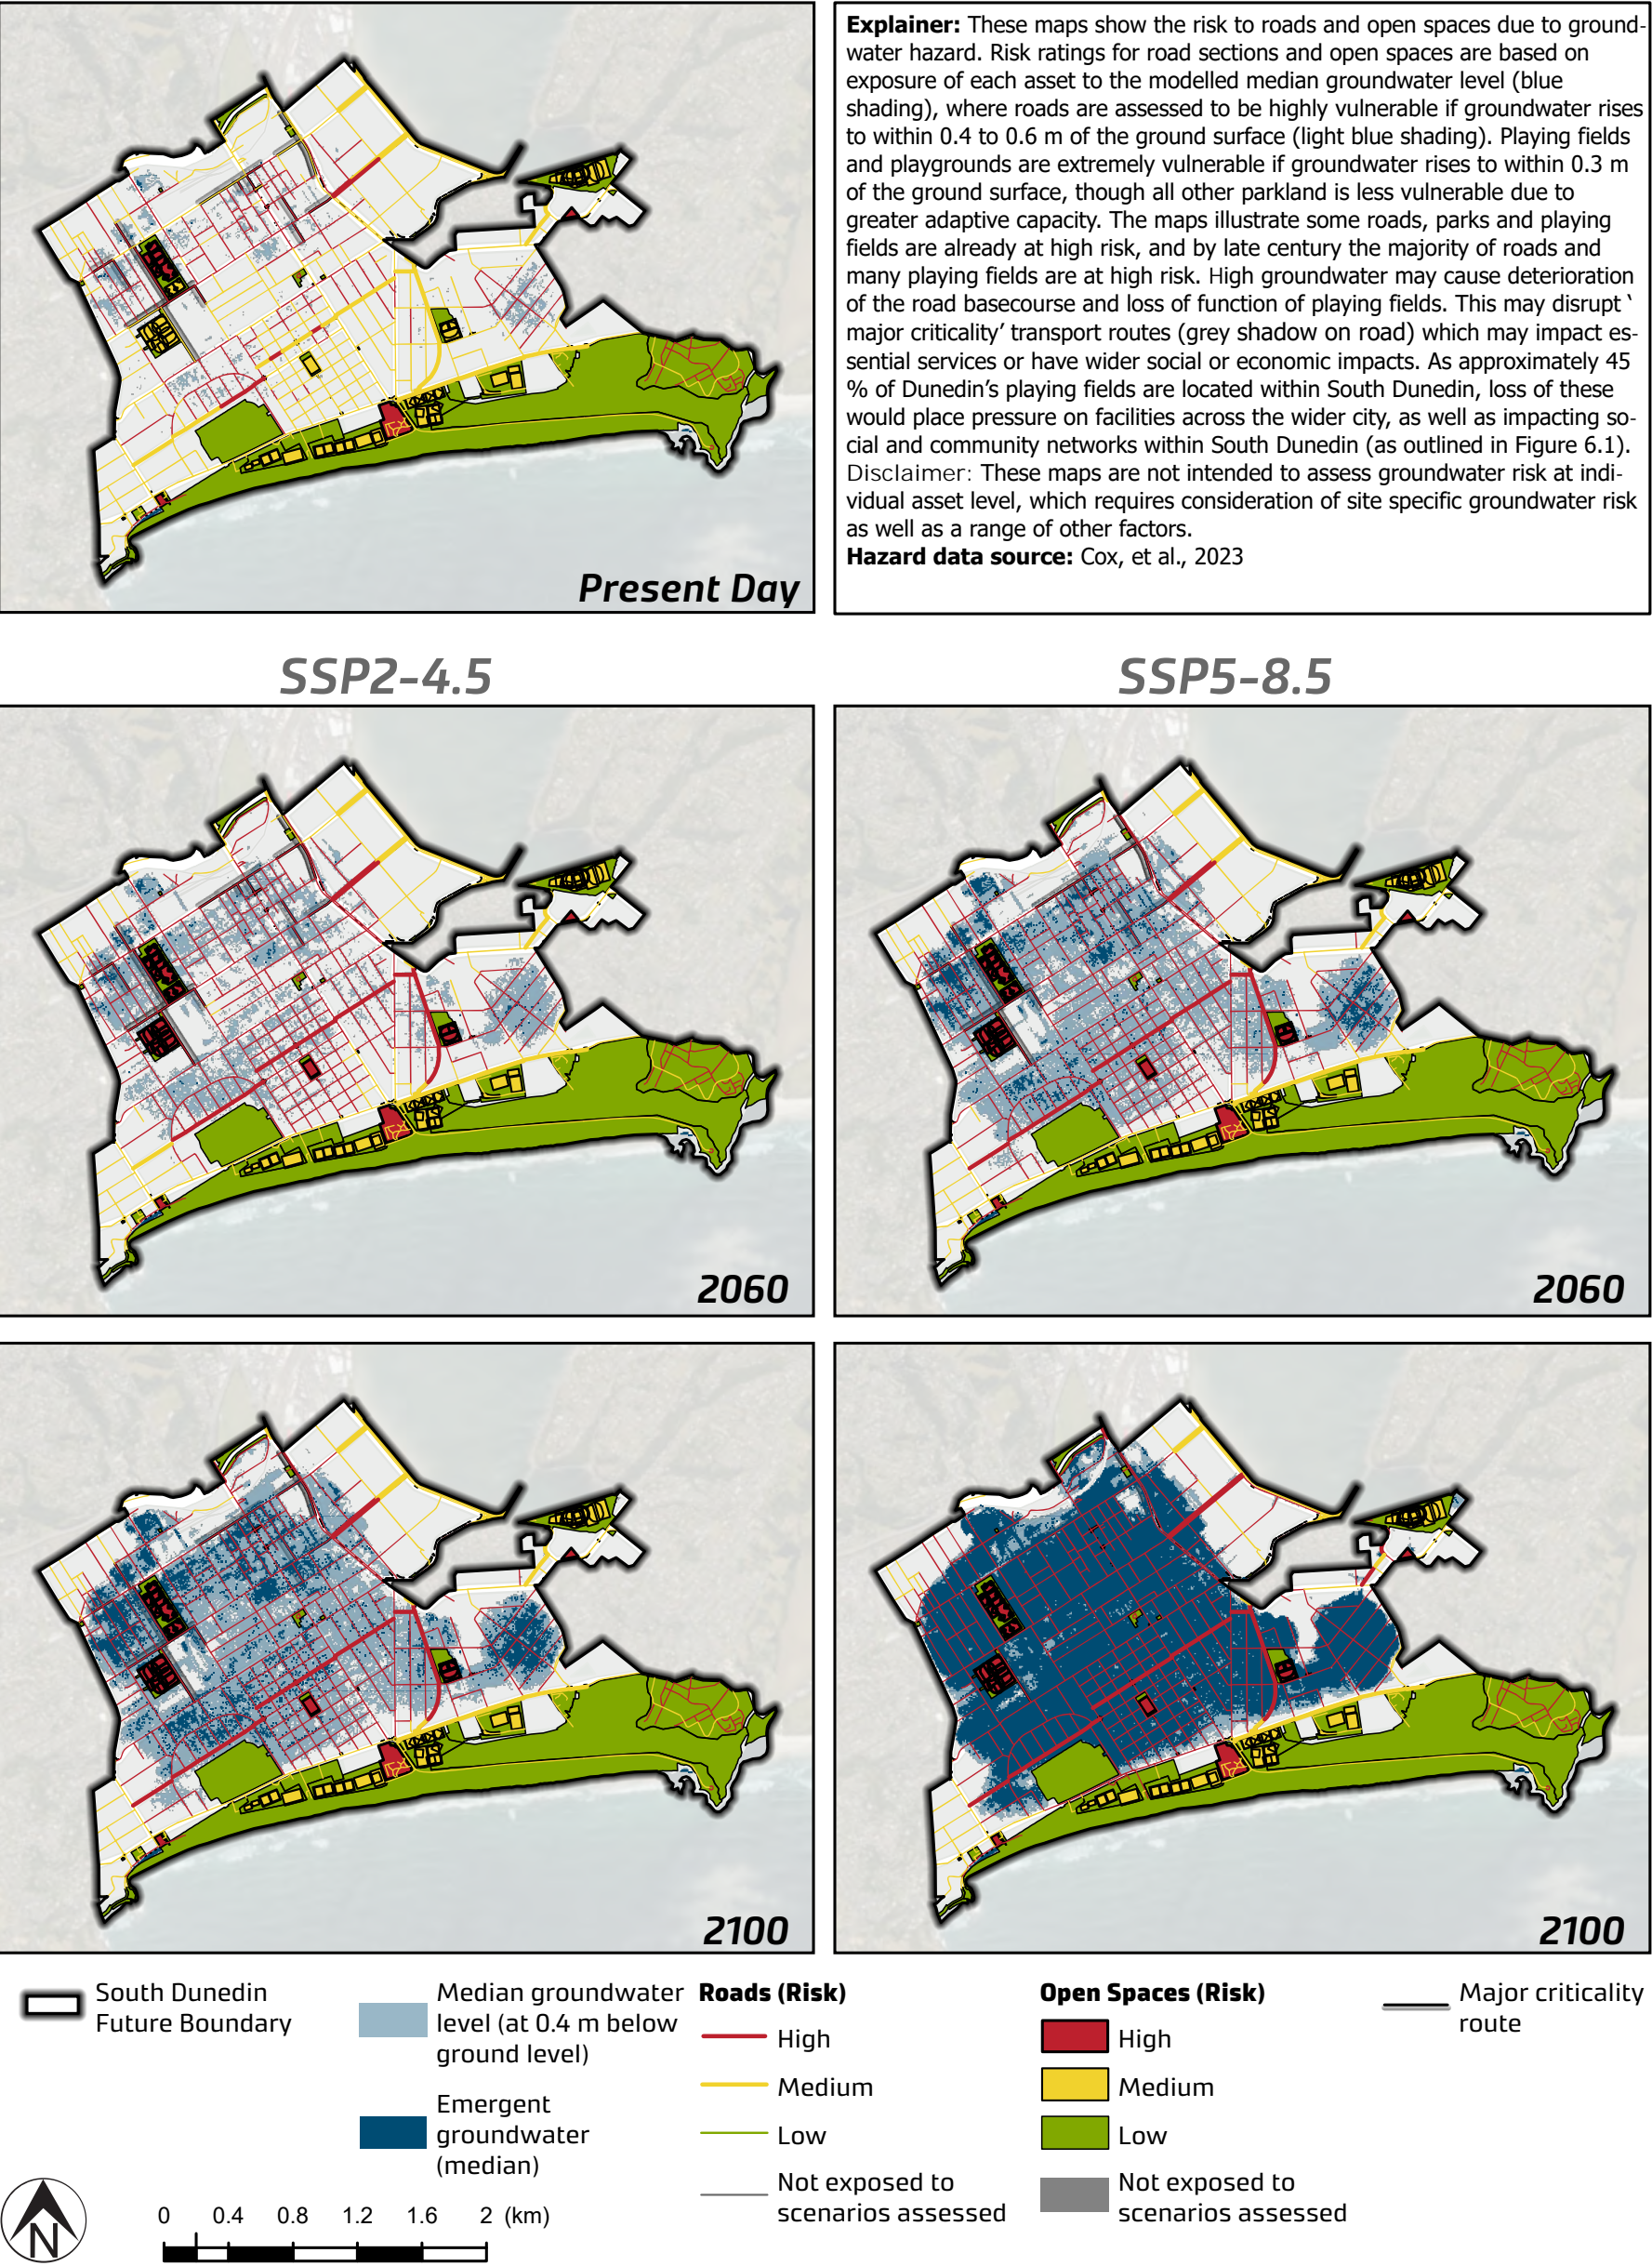 Explainer: These maps show the risk to roads and open spaces due to ground-
water hazard. Risk ratings for road sections and open spaces are based on
exposure of each asset to the modelled median groundwater level (blue
shading), where roads are assessed to be highly vulnerable if groundwater rises
to within 0.4 to 0.6 m of the ground surface (light blue shading). Playing fields
and playgrounds are extremely vulnerable if groundwater rises to within 0.3 m
of the ground surface, though all other parkland is less vulnerable due to
greater adaptive capacity. The maps illustrate some roads, parks and playing
fields are already at high risk, and by late century the majority of roads and
many playing fields are at high risk. High groundwater may cause deterioration
of the road basecourse and loss of function of playing fields. This may disrupt ‘
major criticality’ transport routes (grey shadow on road) which may impact es-
sential services or have wider social or economic impacts. As approximately 45
% of Dunedin’s playing fields are located within South Dunedin, loss of these
would place pressure on facilities across the wider city, as well as impacting so-
cial and community networks within South Dunedin (as outlined in Figure 6.1).
Disclaimer: These maps are not intended to assess groundwater risk at indi-
vidual asset level, which requires consideration of site specific groundwater risk
as well as a range of other factors.
Hazard data source: Cox, et al., 2023
Present Day
SSP2-4.5
SSP5-8.5
2060
2060
2100
2100
South Dunedin
Future Boundary
Median groundwater
level (at 0.4 m below
ground level)
Emergent
groundwater
(median)
Roads (Risk)
High
Medium
Low
Not exposed to
scenarios assessed
Open Spaces (Risk)
High
Medium
Low
Not exposed to
scenarios assessed
Major criticality
route
N
0 0.4 0.8 1.2 1.6 2 (km)